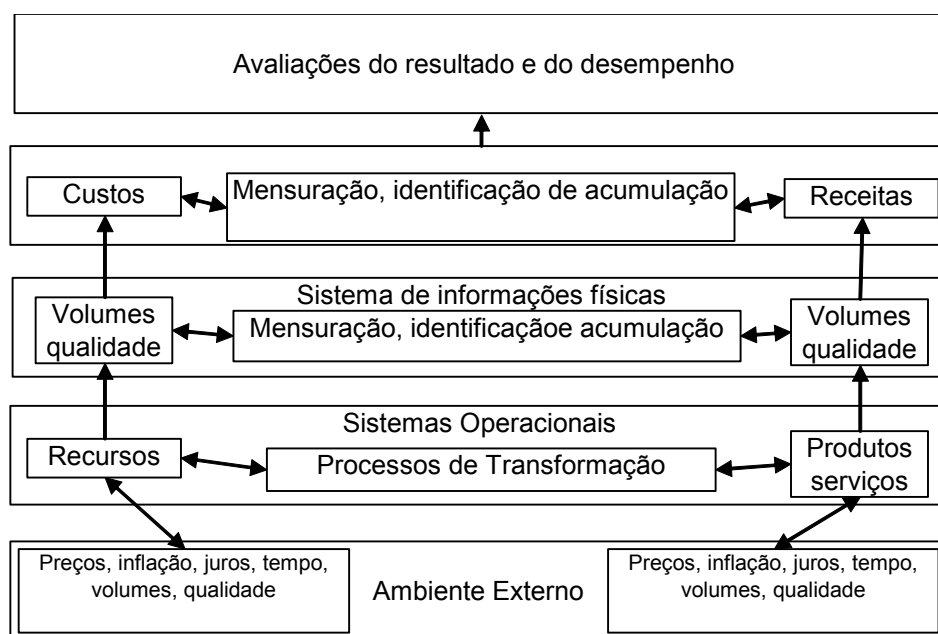 Avaliações do resultado e do desempenho
Custos
Mensuração, identificação de acumulação
Receitas
Sistema de informações físicas
Volumes
qualidade
Mensuração, identificaçãoe acumulação
Volumes
qualidade
Sistemas Operacionais
Recursos
Processos de Transformação
Produtos
serviços
Preços, inflação, juros, tempo,
volumes, qualidade
Ambiente Externo
Preços, inflação, juros, tempo,
volumes, qualidade